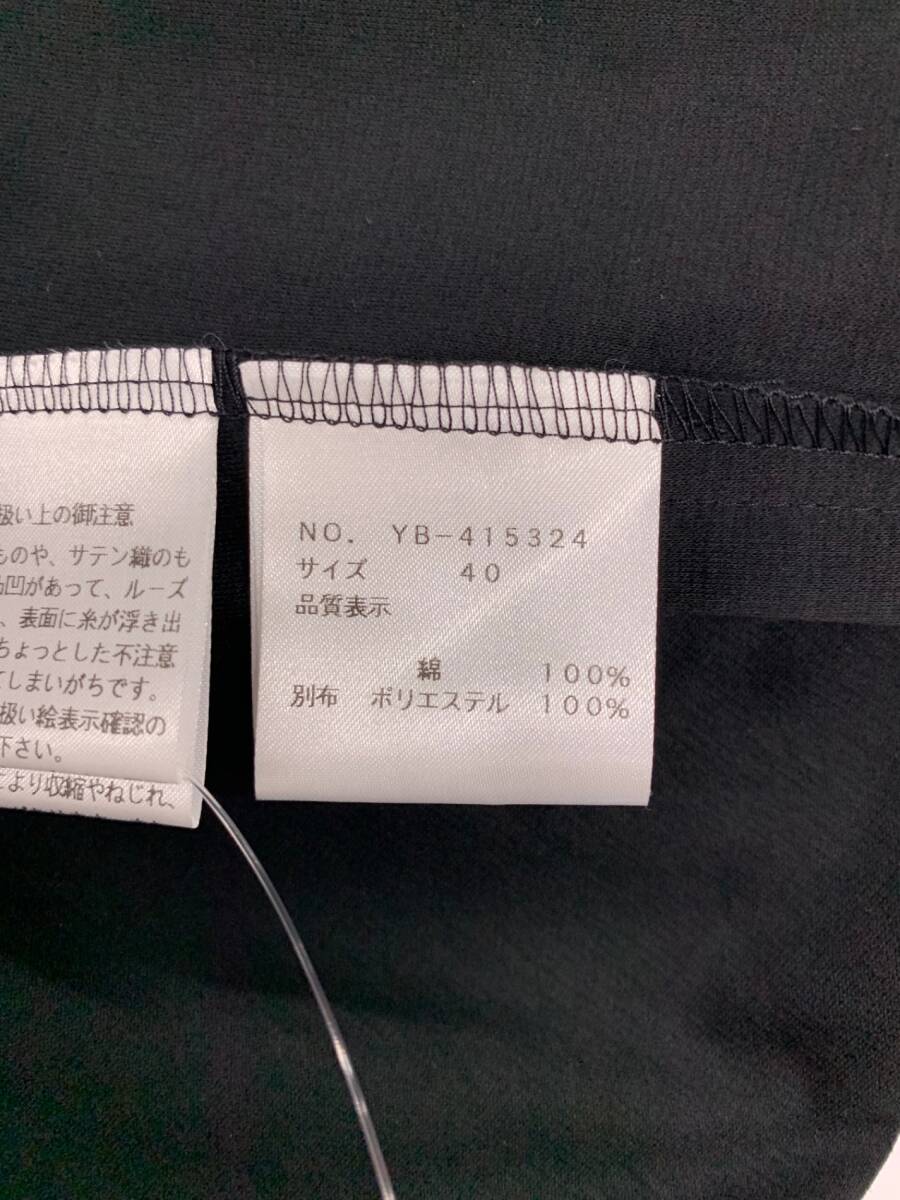 扱い上の御注意
ものや、サテン織のも
凹があって、ルーズ
、表面に糸が浮き出
ちょっとした不注意
てしまいがちです。
扱い絵表示確認の
下さい。
により収縮やねじれ、
NO. YB-415324
サイズ 40
品質表示
綿 100%
別布 ポリエステル 100%